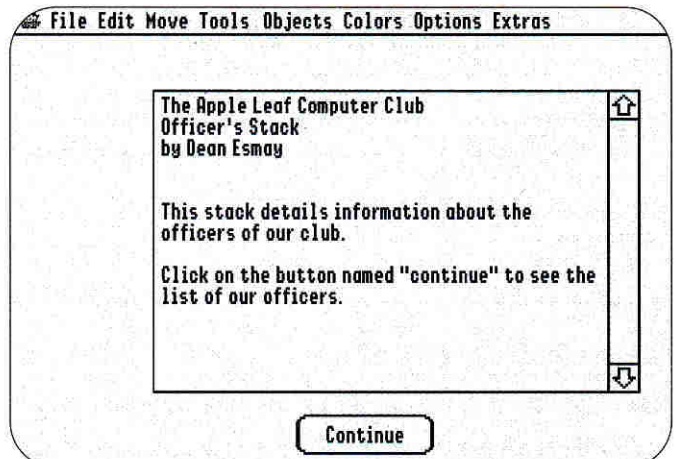 File Edit Move Tools Objects Colors Options Extras
The Apple Leaf Computer Club
Officer's Stack
by Dean Esmay
This stack details information about the
officers of our club.
Click on the button named "continue" to see the
list of our officers.
Continue